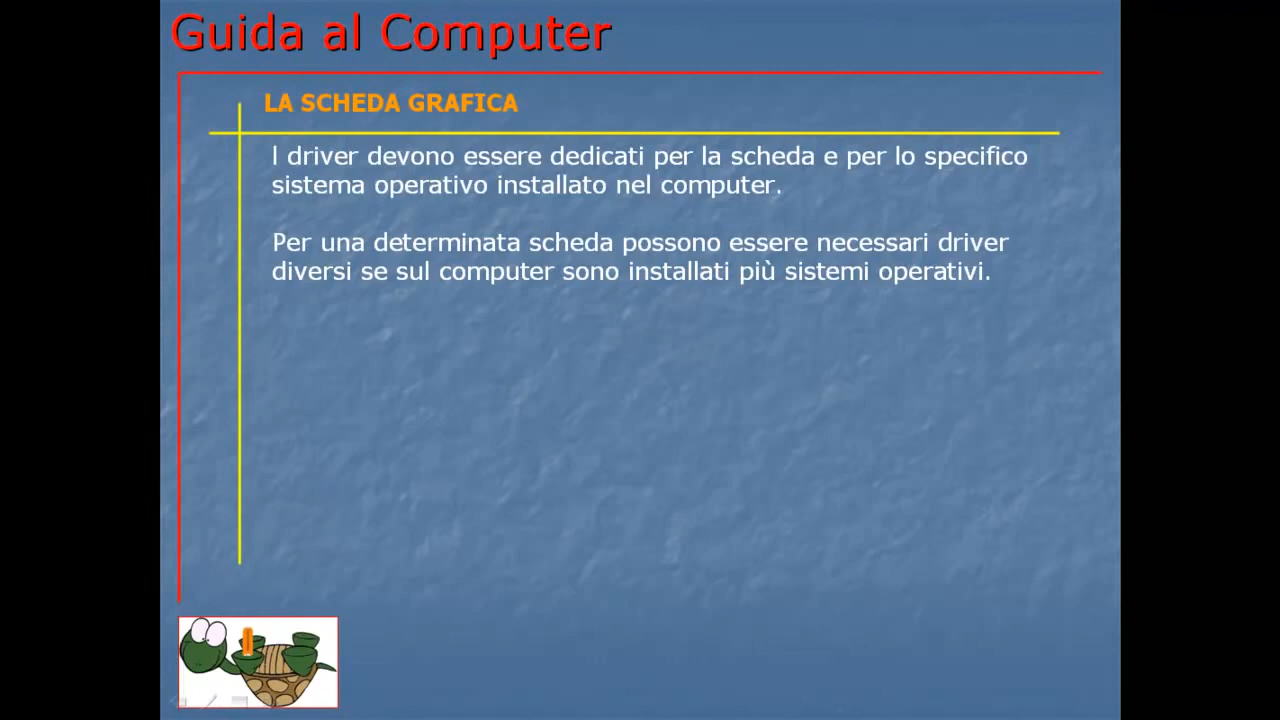 Guida al Computer
LA SCHEDA GRAFICA
I driver devono essere dedicati per la scheda e per lo specifico
sistema operativo installato nel computer.
Per una determinata scheda possono essere necessari driver
diversi se sul computer sono installati più sistemi operativi.